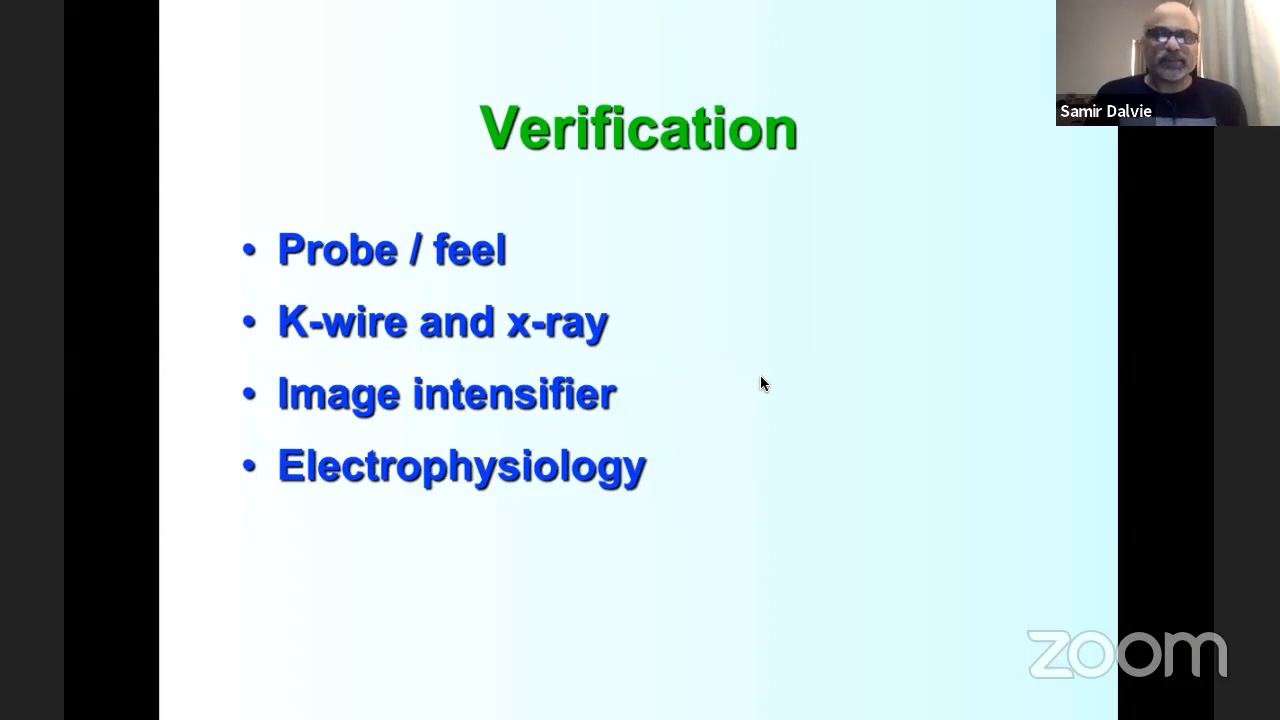 Samir Dalvie
Verification
• Probe / feel
• K-wire and x-ray
• Image intensifier
• Electrophysiology
zoom